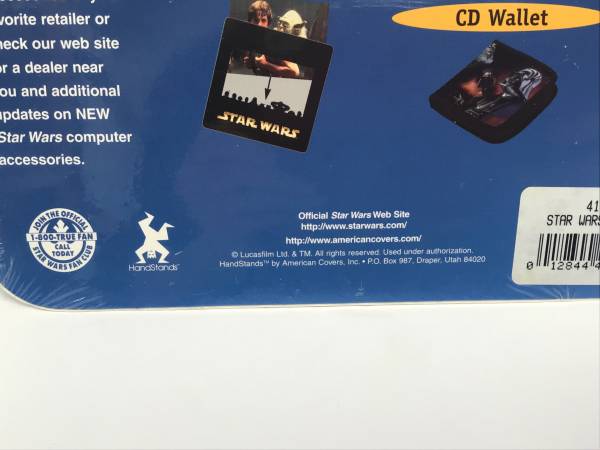 vorite retailer or
heck our web site
r a dealer near
ou and additional
updates on NEW
Star Wars computer
accessories.
STAR WARS
CD Wallet
JOIN THE OFFICIAL
1-800-TRUE FAN
CALL
TODAY
STAR WARS FAN CLUB
HandStands
Official Star Wars Web Site
http://www.starwars.com/
http://www.americancovers.com/
© Lucasfilm Ltd. & TM. All rights reserved. Used under authorization.
HandStands™ by American Covers, Inc. • P.O. Box 987, Draper, Utah 84020
41
STAR WARS
0 12844 4